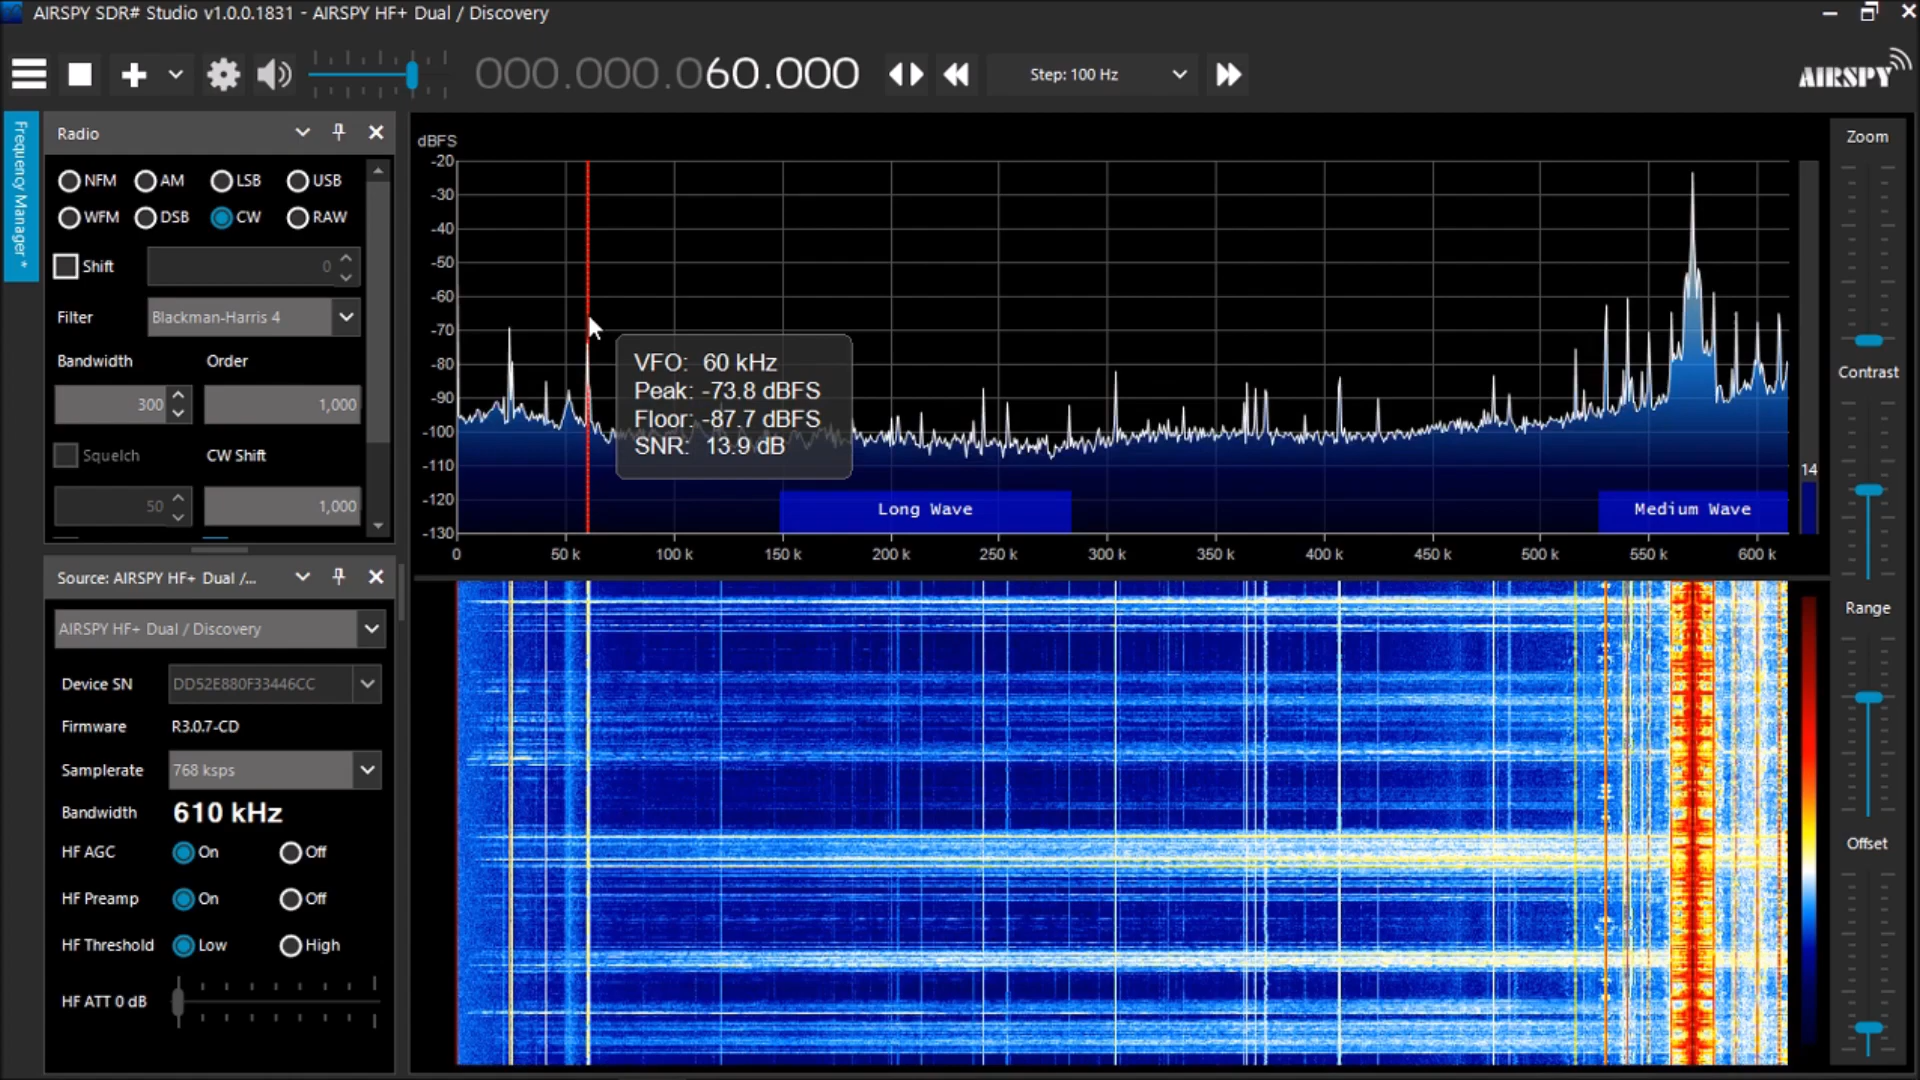 AIRSPY SDR# Studio v1.0.0.1831 - AIRSPY HF+ Dual / Discovery
000.000.060.000
Step: 100 Hz
AIRSPY
Frequency Manager *
Radio
NFM AM LSB USB
WFM DSB CW RAW
Shift 0
Filter Blackman-Harris 4
Bandwidth Order
300 1,000
Squelch CW Shift
50 1,000
Source: AIRSPY HF+ Dual /...
AIRSPY HF+ Dual / Discovery
Device SN DD52E880F33446CC
Firmware R3.0.7-CD
Samplerate 768 ksps
Bandwidth 610 kHz
HF AGC On Off
HF Preamp On Off
HF Threshold Low High
HF ATT 0 dB
dBFS
-20
-30
-40
-50
-60
-70
-80
-90
-100
-110
-120
-130
VFO: 60 kHz
Peak: -73.8 dBFS
Floor: -87.7 dBFS
SNR: 13.9 dB
Long Wave Medium Wave
0 50 k 100 k 150 k 200 k 250 k 300 k 350 k 400 k 450 k 500 k 550 k 600 k
14
Zoom
Contrast
Range
Offset